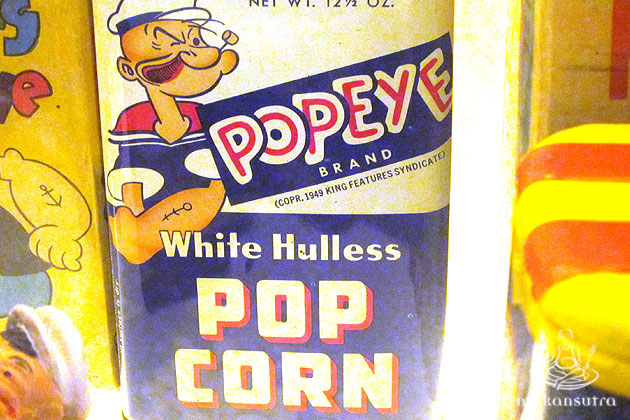 NET WT. 12½ OZ.
POPEYE
BRAND
(COPR. 1949 KING FEATURES SYNDICATE)
White Hulless
POP
CORN